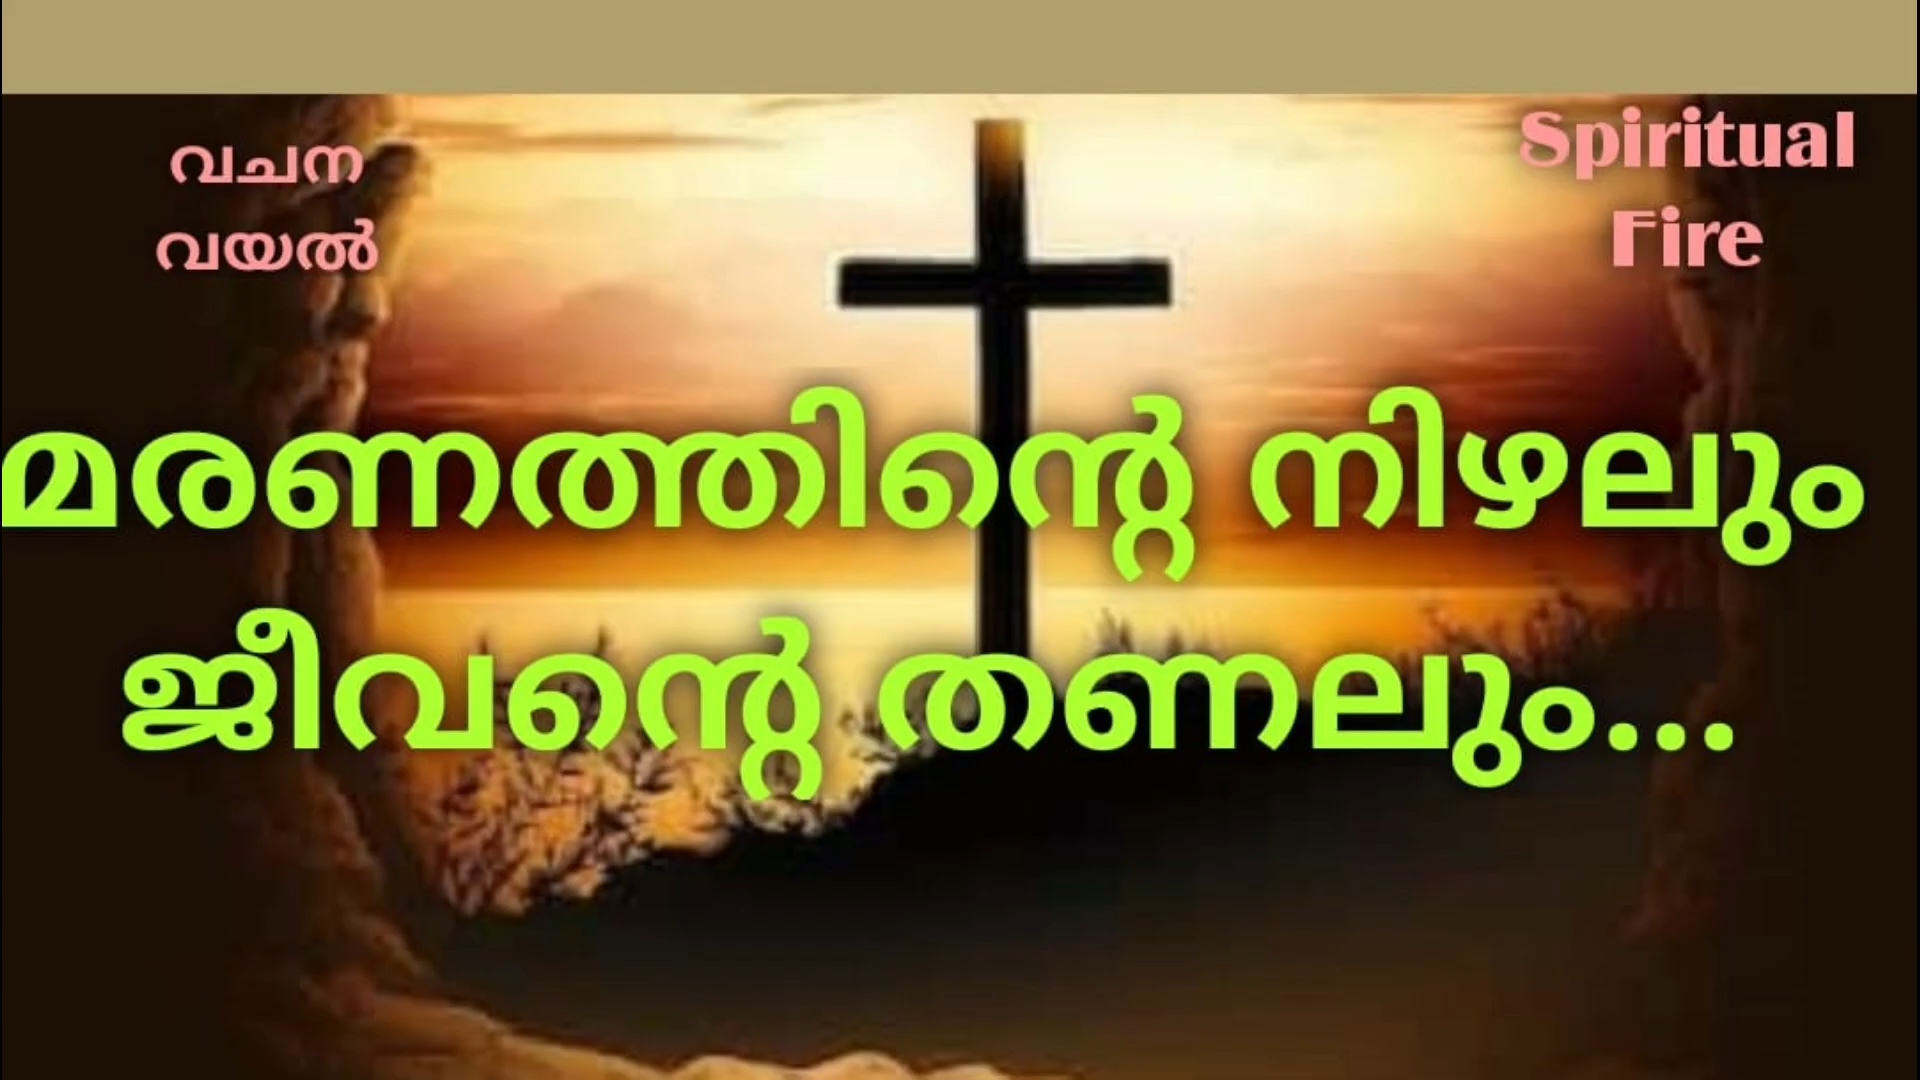 വചന
വയൽ
Spiritual
Fire
മരണത്തിന്റെ നിഴലും
ജീവന്റെ തണലും...